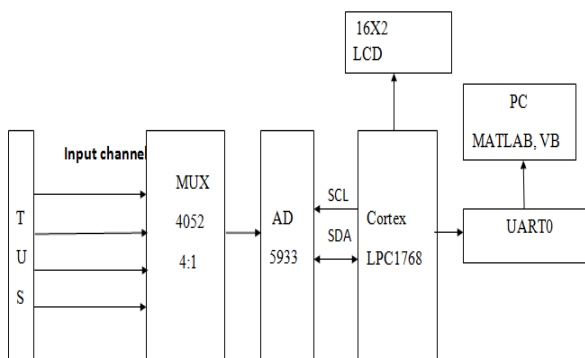 16X2
LCD
PC
MATLAB, VB
Input channel
T
U
S
MUX
4052
4:1
AD
5933
SCL
SDA
Cortex
LPC1768
UART0